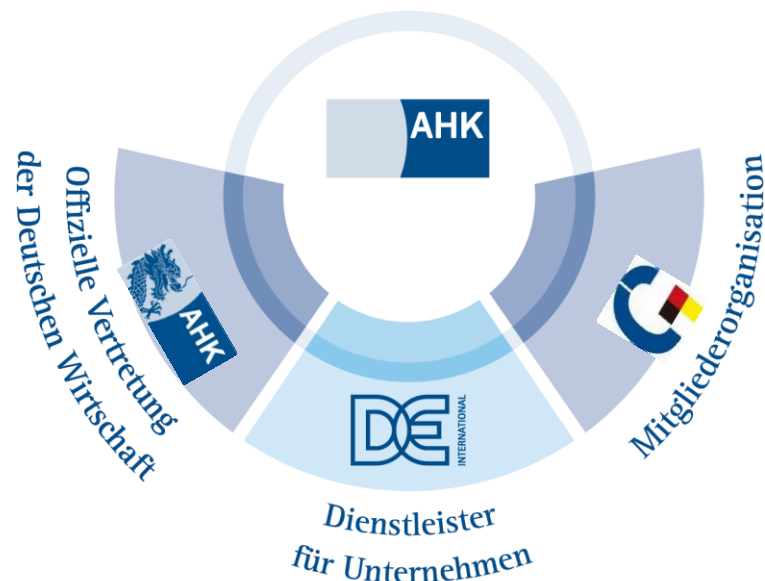 AHK
Offizielle Vertretung
der Deutschen Wirtschaft
AHK
DE
INTERNATIONAL
Dienstleister
für Unternehmen
Mitgliederorganisation